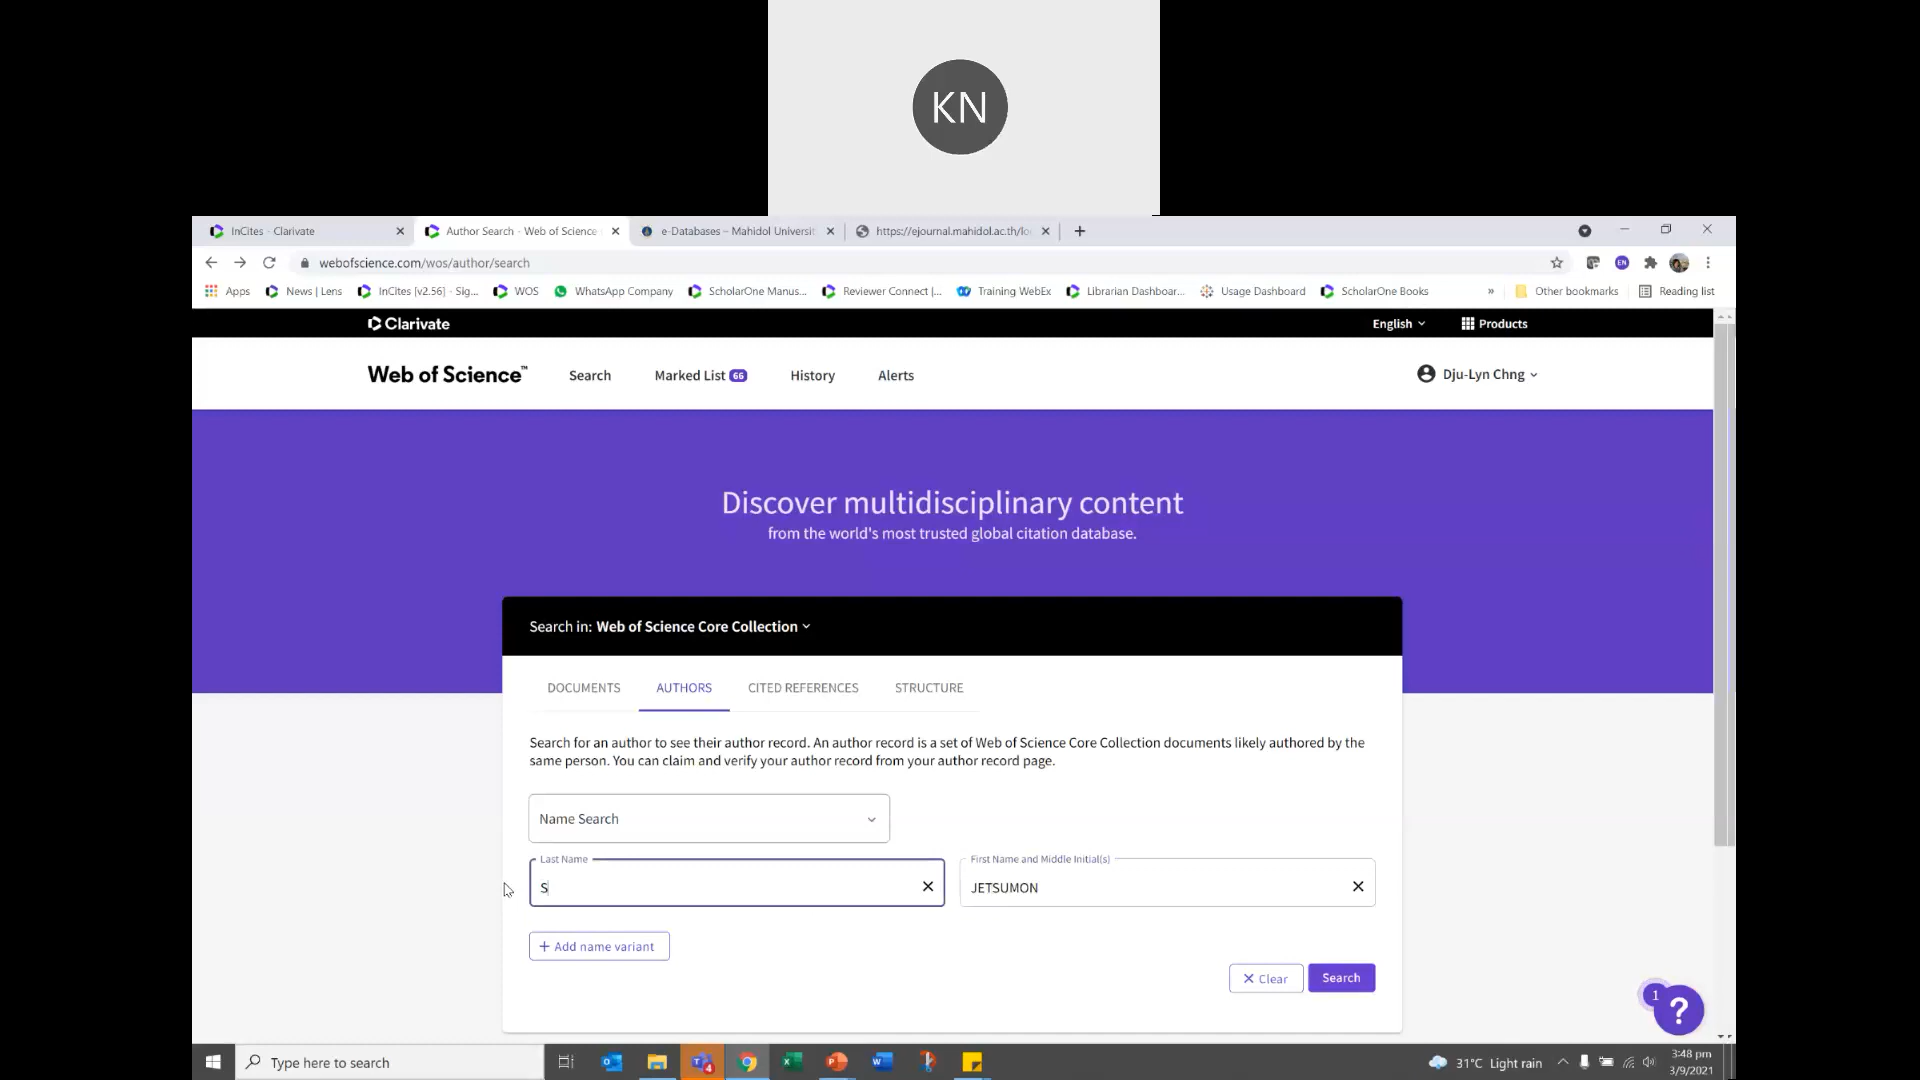 KN
InCites - Clarivate
Author Search - Web of Science
e-Databases – Mahidol Universit
https://ejournal.mahidol.ac.th/lo
webofscience.com/wos/author/search
EN
Apps
News | Lens
InCites [v2.56] - Sig...
WOS
WhatsApp Company
ScholarOne Manus...
Reviewer Connect |...
Training WebEx
Librarian Dashboar...
Usage Dashboard
ScholarOne Books
»
Other bookmarks
Reading list
Clarivate
English
Products
Web of Science™
Search
Marked List 66
History
Alerts
Dju-Lyn Chng
Discover multidisciplinary content
from the world's most trusted global citation database.
Search in: Web of Science Core Collection
DOCUMENTS
AUTHORS
CITED REFERENCES
STRUCTURE
Search for an author to see their author record. An author record is a set of Web of Science Core Collection documents likely authored by the
same person. You can claim and verify your author record from your author record page.
Name Search
Last Name
S
First Name and Middle Initial(s)
JETSUMON
+ Add name variant
Clear
Search
1
?
Type here to search
4
31°C Light rain
3:48 pm
3/9/2021